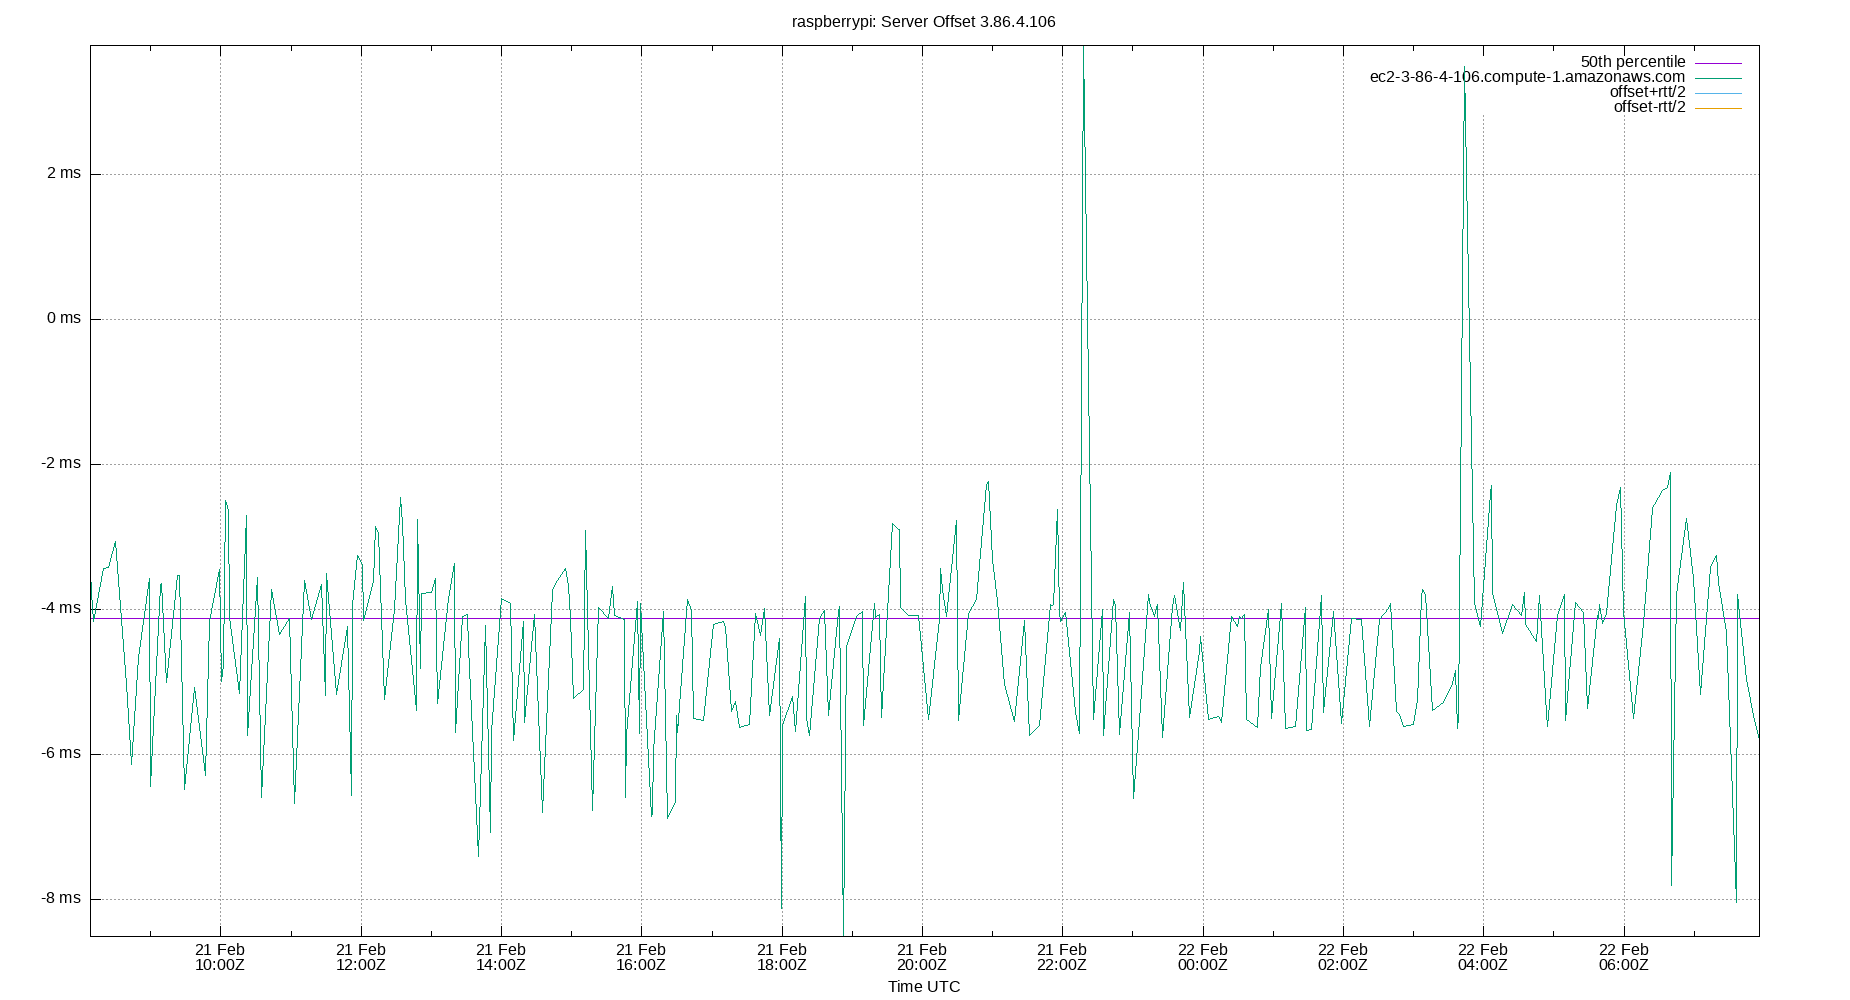 raspberrypi: Server Offset 3.86.4.106
50th percentile
ec2-3-86-4-106.compute-1.amazonaws.com
offset+rtt/2
offset-rtt/2
2 ms
0 ms
-2 ms
-4 ms
-6 ms
-8 ms
21 Feb 21 Feb 21 Feb 21 Feb 21 Feb 21 Feb 21 Feb 22 Feb 22 Feb 22 Feb 22 Feb
10:00Z 12:00Z 14:00Z 16:00Z 18:00Z 20:00Z 22:00Z 00:00Z 02:00Z 04:00Z 06:00Z
Time UTC